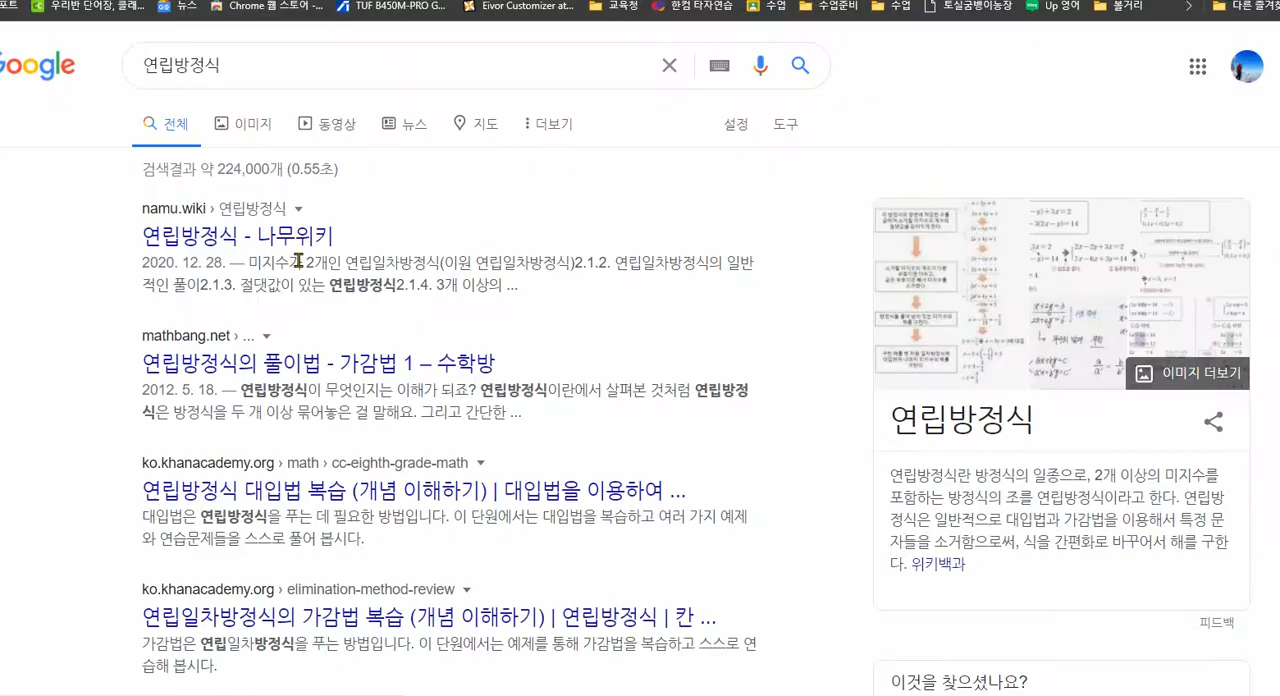 포트 우리반 단어장, 클래... 뉴스 Chrome 웹 스토어 -... TUF B450M-PRO G... Eivor Customizer at... 교육청 한컴 타자연습 수업 수업준비 수업 토실굼벵이농장 Up 영어 볼거리 다른 즐겨찾
Google
연립방정식
전체 이미지 동영상 뉴스 지도 더보기 설정 도구
검색결과 약 224,000개 (0.55초)
namu.wiki › 연립방정식
연립방정식 - 나무위키
2020. 12. 28. — 미지수가 2개인 연립일차방정식(이원 연립일차방정식)2.1.2. 연립일차방정식의 일반
적인 풀이2.1.3. 절댓값이 있는 연립방정식2.1.4. 3개 이상의 ...
mathbang.net › ...
연립방정식의 풀이법 - 가감법 1 – 수학방
2012. 5. 18. — 연립방정식이 무엇인지는 이해가 되죠? 연립방정식이란에서 살펴본 것처럼 연립방정
식은 방정식을 두 개 이상 묶어놓은 걸 말해요. 그리고 간단한 ...
ko.khanacademy.org › math › cc-eighth-grade-math
연립방정식 대입법 복습 (개념 이해하기) | 대입법을 이용하여 ...
대입법은 연립방정식을 푸는 데 필요한 방법입니다. 이 단원에서는 대입법을 복습하고 여러 가지 예제
와 연습문제들을 스스로 풀어 봅시다.
ko.khanacademy.org › elimination-method-review
연립일차방정식의 가감법 복습 (개념 이해하기) | 연립방정식 | 칸 ...
가감법은 연립일차방정식을 푸는 방법입니다. 이 단원에서는 예제를 통해 가감법을 복습하고 스스로 연
습해 봅시다.
이미지 더보기
연립방정식
연립방정식란 방정식의 일종으로, 2개 이상의 미지수를
포함하는 방정식의 조를 연립방정식이라고 한다. 연립방
정식은 일반적으로 대입법과 가감법을 이용해서 특정 문
자들을 소거함으로써, 식을 간편화로 바꾸어서 해를 구한
다. 위키백과
피드백
이것을 찾으셨나요?